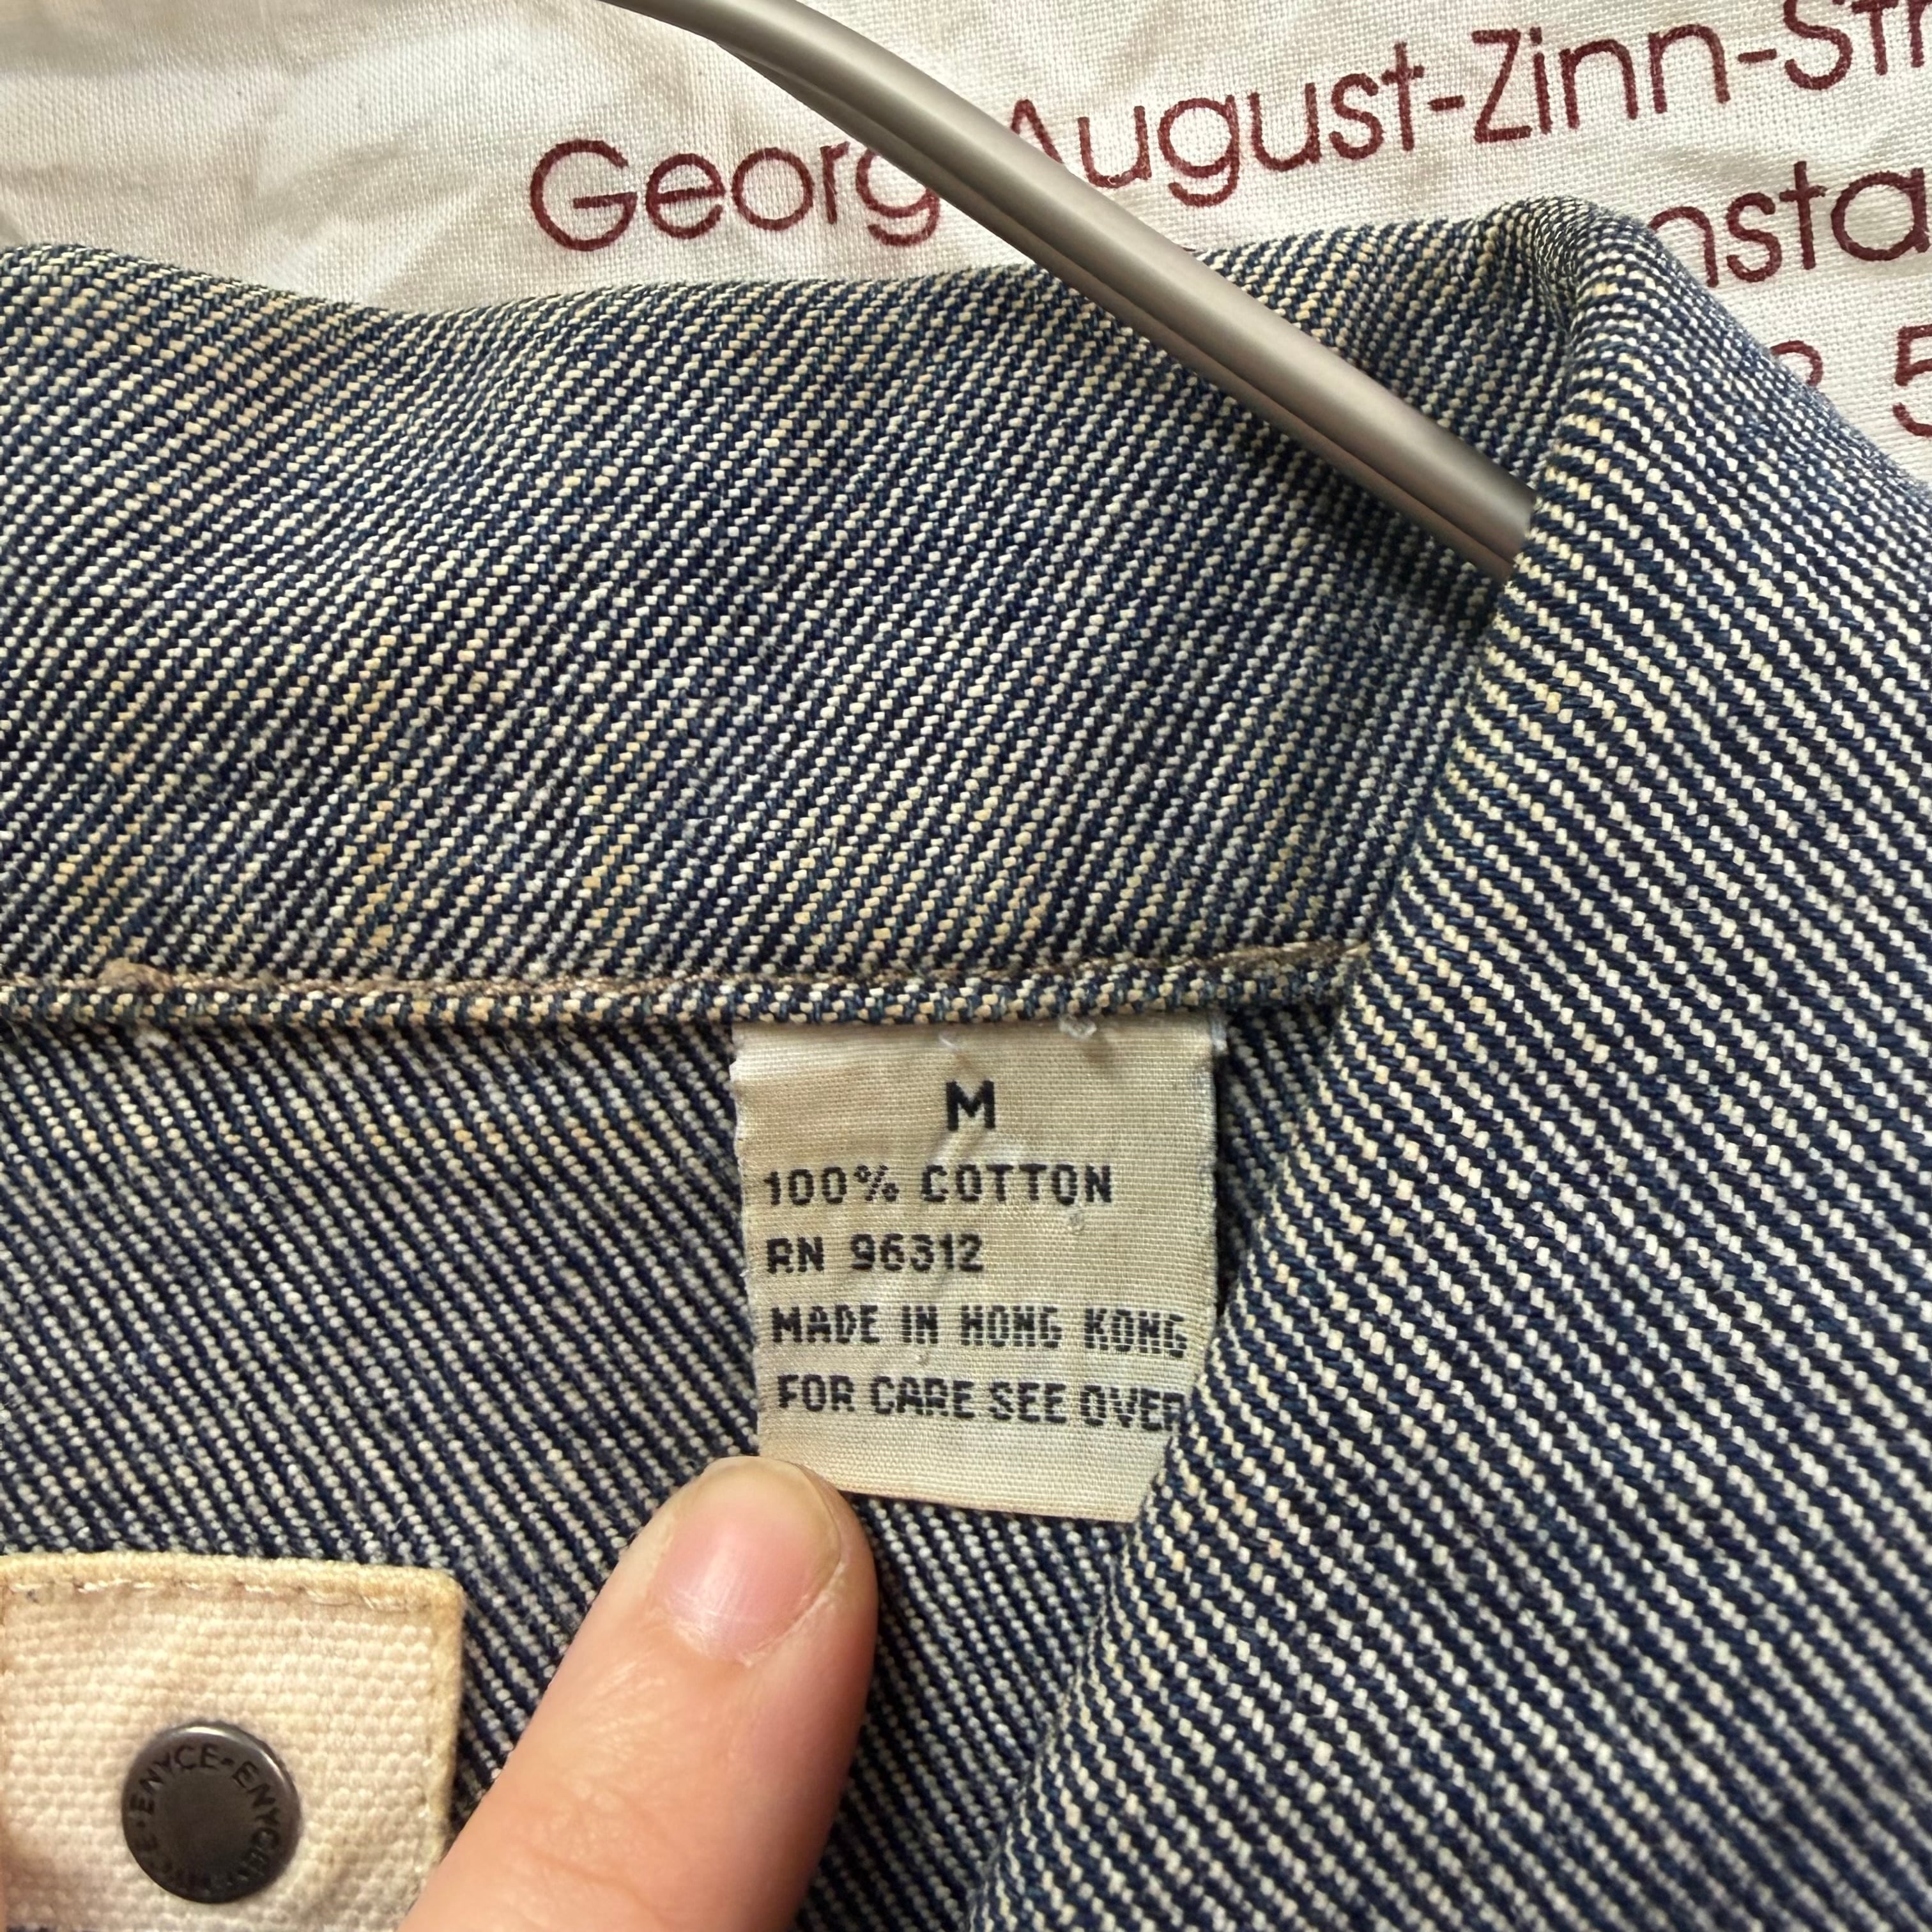 Georg-August-Zinn-Str
nsta
M
100% COTTON
RN 96312
MADE IN HONG KONG
FOR CARE SEE OVER
ENYCE•ENYCE•